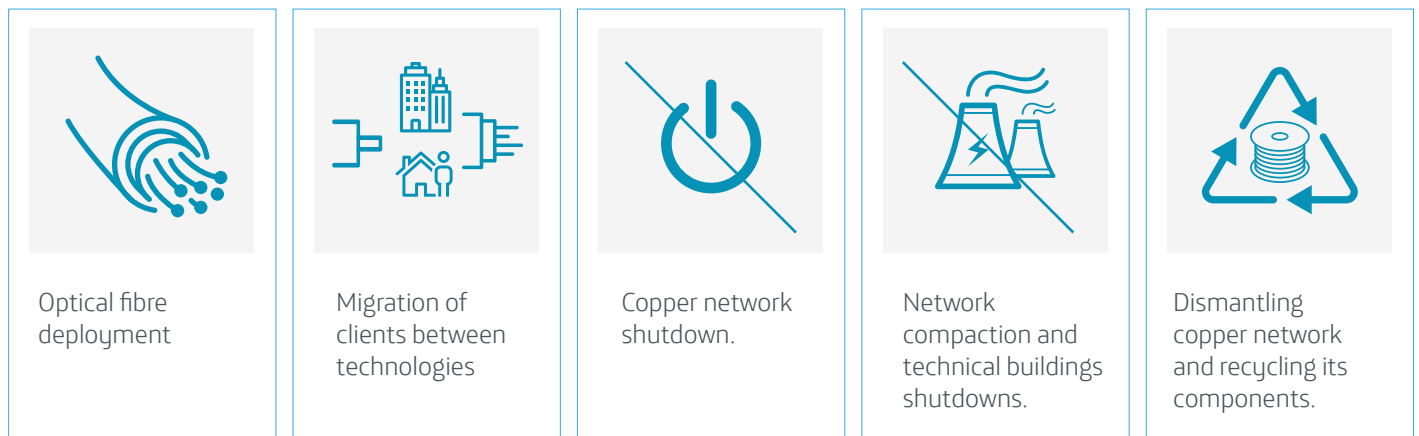 Optical fibre
deployment
Migration of
clients between
technologies
Copper network
shutdown.
Network
compaction and
technical buildings
shutdowns.
Dismantling
copper network
and recycling its
components.